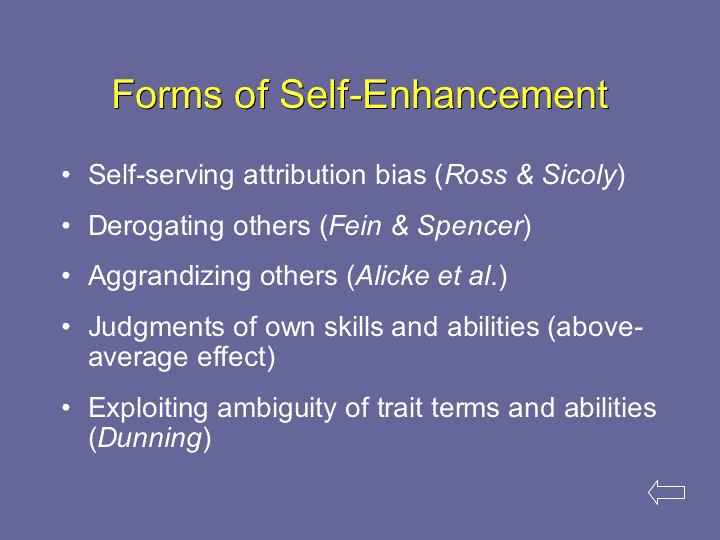 Forms of Self-Enhancement
• Self-serving attribution bias (Ross & Sicoly)
• Derogating others (Fein & Spencer)
• Aggrandizing others (Alicke et al.)
• Judgments of own skills and abilities (above-
average effect)
• Exploiting ambiguity of trait terms and abilities
(Dunning)